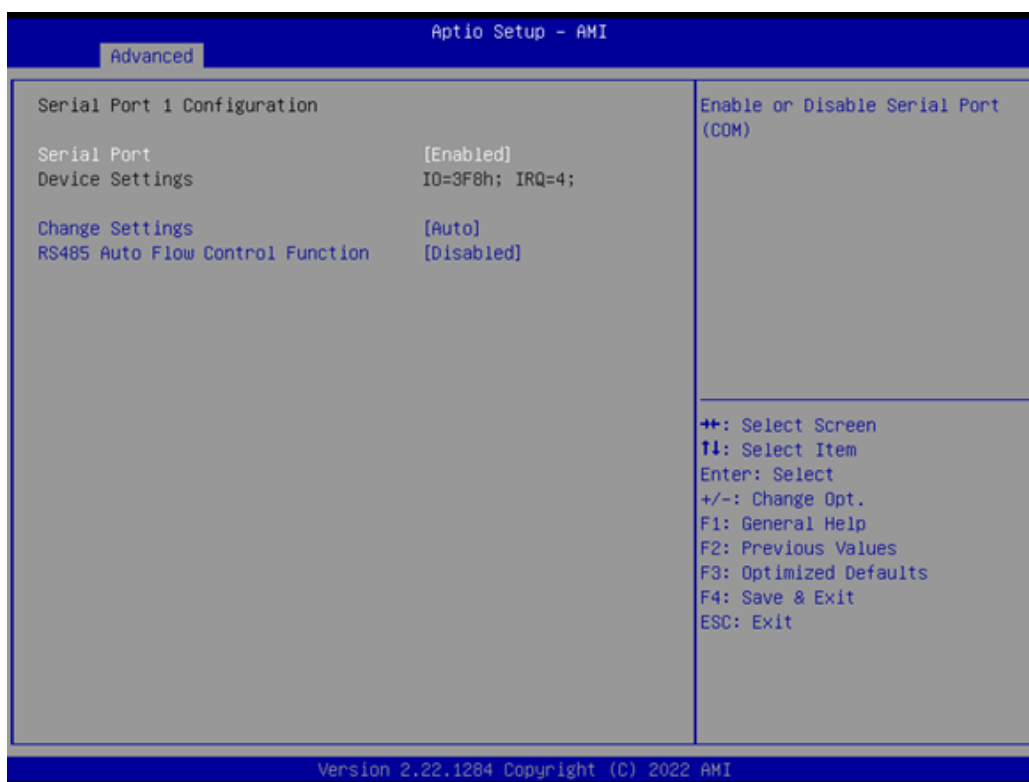 Aptio Setup - AMI
Advanced
Serial Port 1 Configuration
Serial Port [Enabled]
Device Settings IO=3F8h; IRQ=4;
Change Settings [Auto]
RS485 Auto Flow Control Function [Disabled]
Enable or Disable Serial Port
(COM)
→←: Select Screen
↑↓: Select Item
Enter: Select
+/-: Change Opt.
F1: General Help
F2: Previous Values
F3: Optimized Defaults
F4: Save & Exit
ESC: Exit
Version 2.22.1284 Copyright (C) 2022 AMI